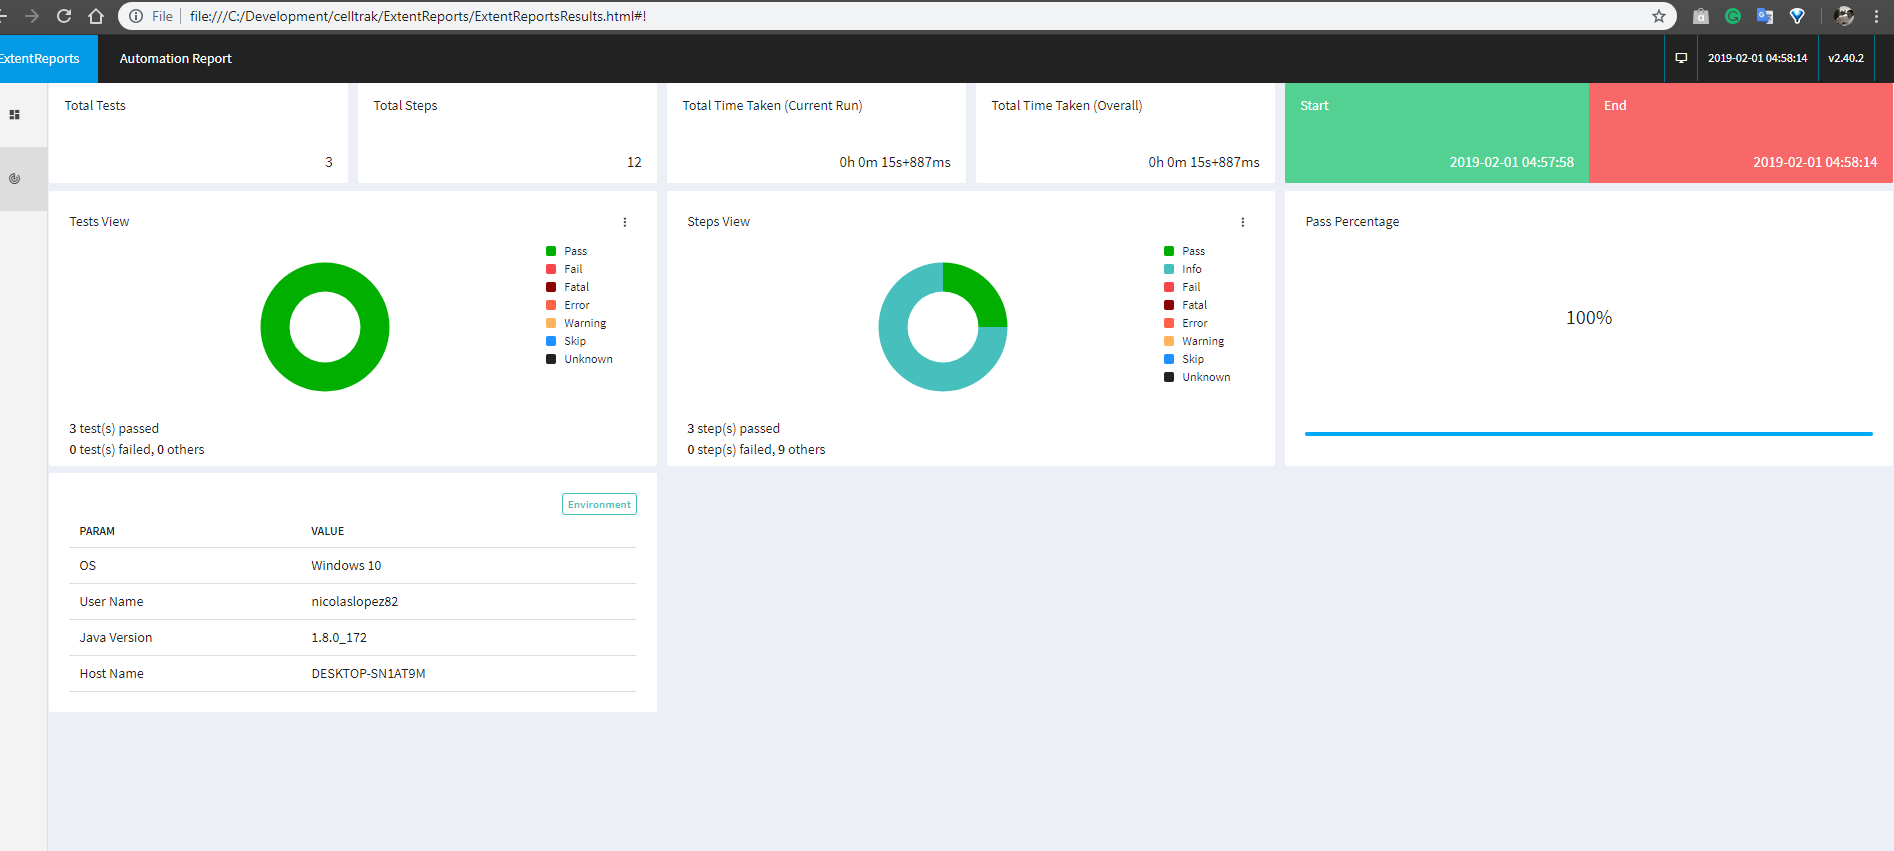 File file:///C:/Development/celltrak/ExtentReports/ExtentReportsResults.html#!
ExtentReports Automation Report 2019-02-01 04:58:14 v2.40.2
Total Tests
3
Total Steps
12
Total Time Taken (Current Run)
0h 0m 15s+887ms
Total Time Taken (Overall)
0h 0m 15s+887ms
Start
2019-02-01 04:57:58
End
2019-02-01 04:58:14
Tests View
Pass
Fail
Fatal
Error
Warning
Skip
Unknown
3 test(s) passed
0 test(s) failed, 0 others
Steps View
Pass
Info
Fail
Fatal
Error
Warning
Skip
Unknown
3 step(s) passed
0 step(s) failed, 9 others
Pass Percentage
100%
Environment
PARAM VALUE
OS Windows 10
User Name nicolaslopez82
Java Version 1.8.0_172
Host Name DESKTOP-SN1AT9M